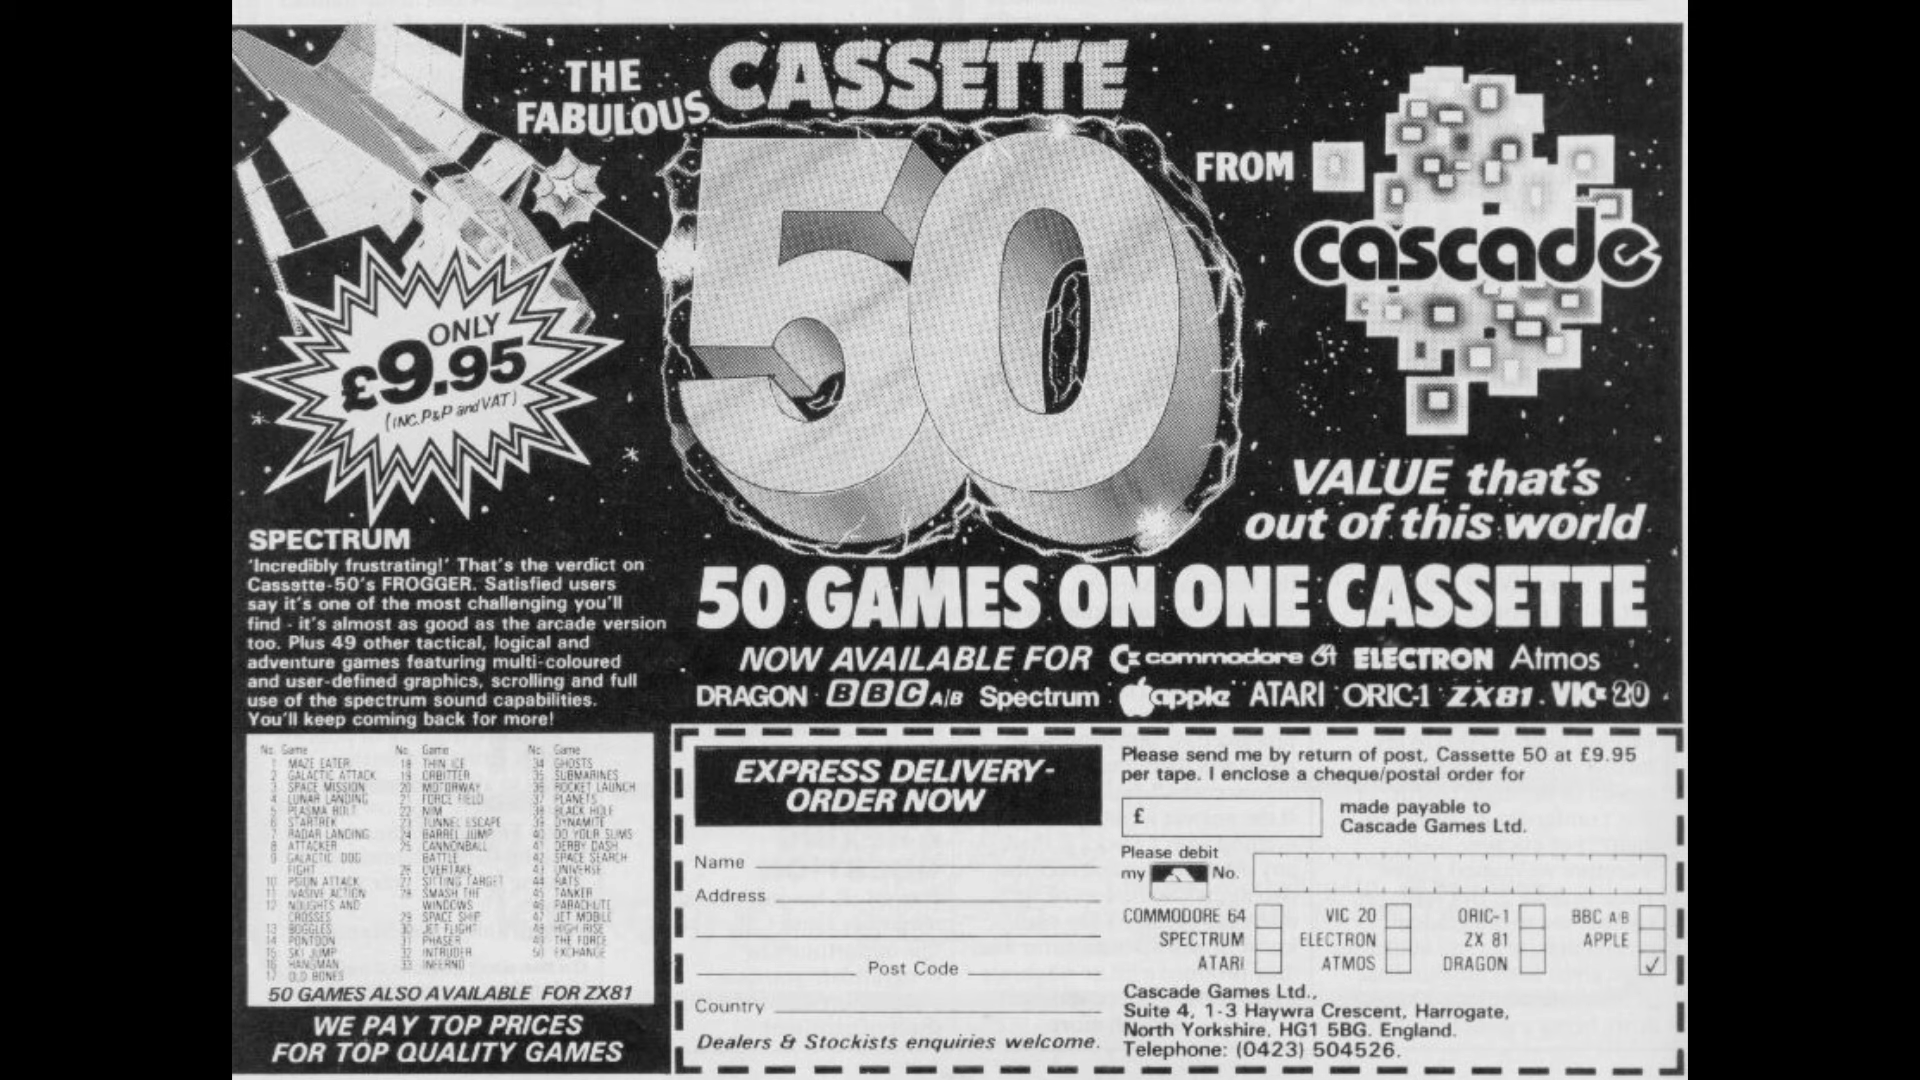 THE
FABULOUS
CASSETTE
50
FROM
cascade
ONLY
£9.95
(INC. P&P and VAT)
VALUE that's
out of this world
SPECTRUM
'Incredibly frustrating!' That's the verdict on
Cassette-50's FROGGER. Satisfied users
say it's one of the most challenging you'll
find - it's almost as good as the arcade version
too. Plus 49 other tactical, logical and
adventure games featuring multi-coloured
and user-defined graphics, scrolling and full
use of the spectrum sound capabilities.
You'll keep coming back for more!
50 GAMES ON ONE CASSETTE
NOW AVAILABLE FOR commodore 64 ELECTRON Atmos
DRAGON BBC A/B Spectrum apple ATARI ORIC-1 ZX81 VIC 20
No. Game
1 MAZE EATER
2 GALACTIC ATTACK
3 SPACE MISSION
4 LUNAR LANDING
5 PLASMA BOLT
6 STARTREK
7 RADAR LANDING
8 ATTACKER
9 GALACTIC DOG
FIGHT
10 PSION ATTACK
11 IVASIVE ACTION
12 NOUGHTS AND
CROSSES
13 BOGGLES
14 PONTOON
15 SKI JUMP
16 HANGMAN
17 OLD BONES
No. Game
18 THIN ICE
19 ORBITTER
20 MOTORWAY
21 FORCE FIELD
22 NIM
23 TUNNEL ESCAPE
24 BARREL JUMP
25 CANNONBALL
BATTLE
26 OVERTAKE
27 SITTING TARGET
28 SMASH THE
WINDOWS
29 SPACE SHIP
30 JET FLIGHT
31 PHASER
32 INTRUDER
33 INFERNO
No. Game
34 GHOSTS
35 SUBMARINES
36 ROCKET LAUNCH
37 PLANETS
38 BLACK HOLE
39 DYNAMITE
40 DO YOUR SUMS
41 DERBY DASH
42 SPACE SEARCH
43 UNIVERSE
44 RATS
45 TANKER
46 PARACHUTE
47 JET MOBILE
48 HIGH RISE
49 THE FORCE
50 EXCHANGE
50 GAMES ALSO AVAILABLE FOR ZX81
WE PAY TOP PRICES
FOR TOP QUALITY GAMES
EXPRESS DELIVERY-
ORDER NOW
Name
Address
Post Code
Country
Dealers & Stockists enquiries welcome.
Please send me by return of post, Cassette 50 at £9.95
per tape. I enclose a cheque/postal order for
£ made payable to
Cascade Games Ltd.
Please debit
my No.
COMMODORE 64 VIC 20 ORIC-1 BBC A/B
SPECTRUM ELECTRON ZX 81 APPLE
ATARI ATMOS DRAGON ✓
Cascade Games Ltd.,
Suite 4, 1-3 Haywra Crescent, Harrogate,
North Yorkshire, HG1 5BG. England.
Telephone: (0423) 504526.